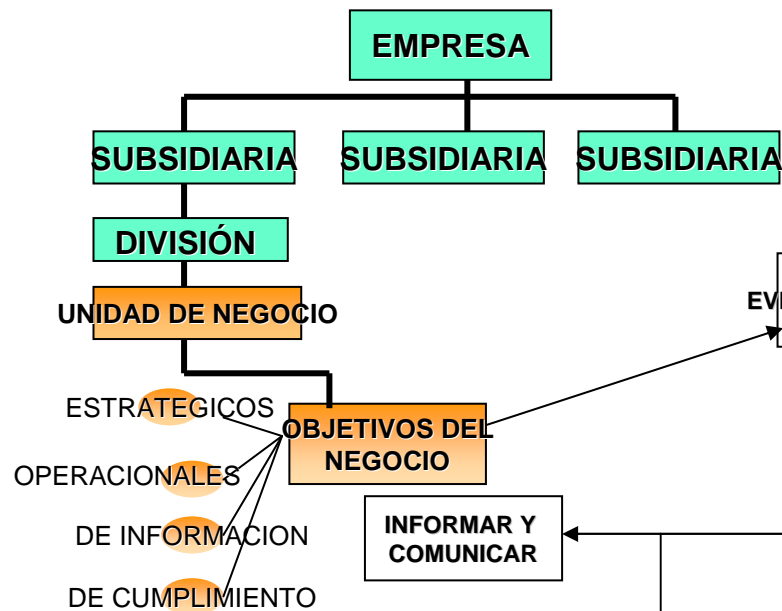 EMPRESA
SUBSIDIARIA
SUBSIDIARIA
SUBSIDIARIA
DIVISIÓN
UNIDAD DE NEGOCIO
ESTRATEGICOS
OPERACIONALES
DE INFORMACION
DE CUMPLIMIENTO
OBJETIVOS DEL
NEGOCIO
INFORMAR Y
COMUNICAR